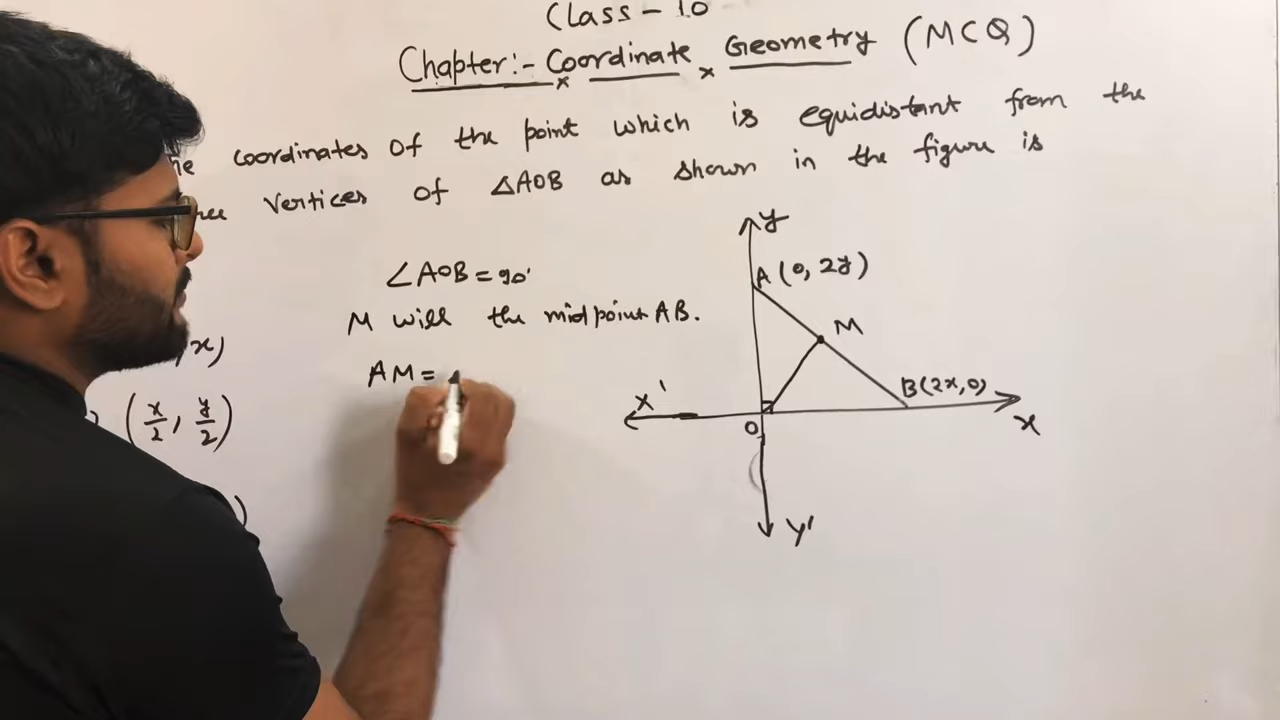 Class - 10
Chapter:- Coordinate Geometry (MCQ)
coordinates of the point which is equidistant from the
vertices of ΔAOB as shown in the figure is
∠AOB = 90°
M will the midpoint AB.
AM =
, x)
(x/2, y/2)
)
y
A (0, 2y)
M
B(2x, 0)
x'
O
x
y'